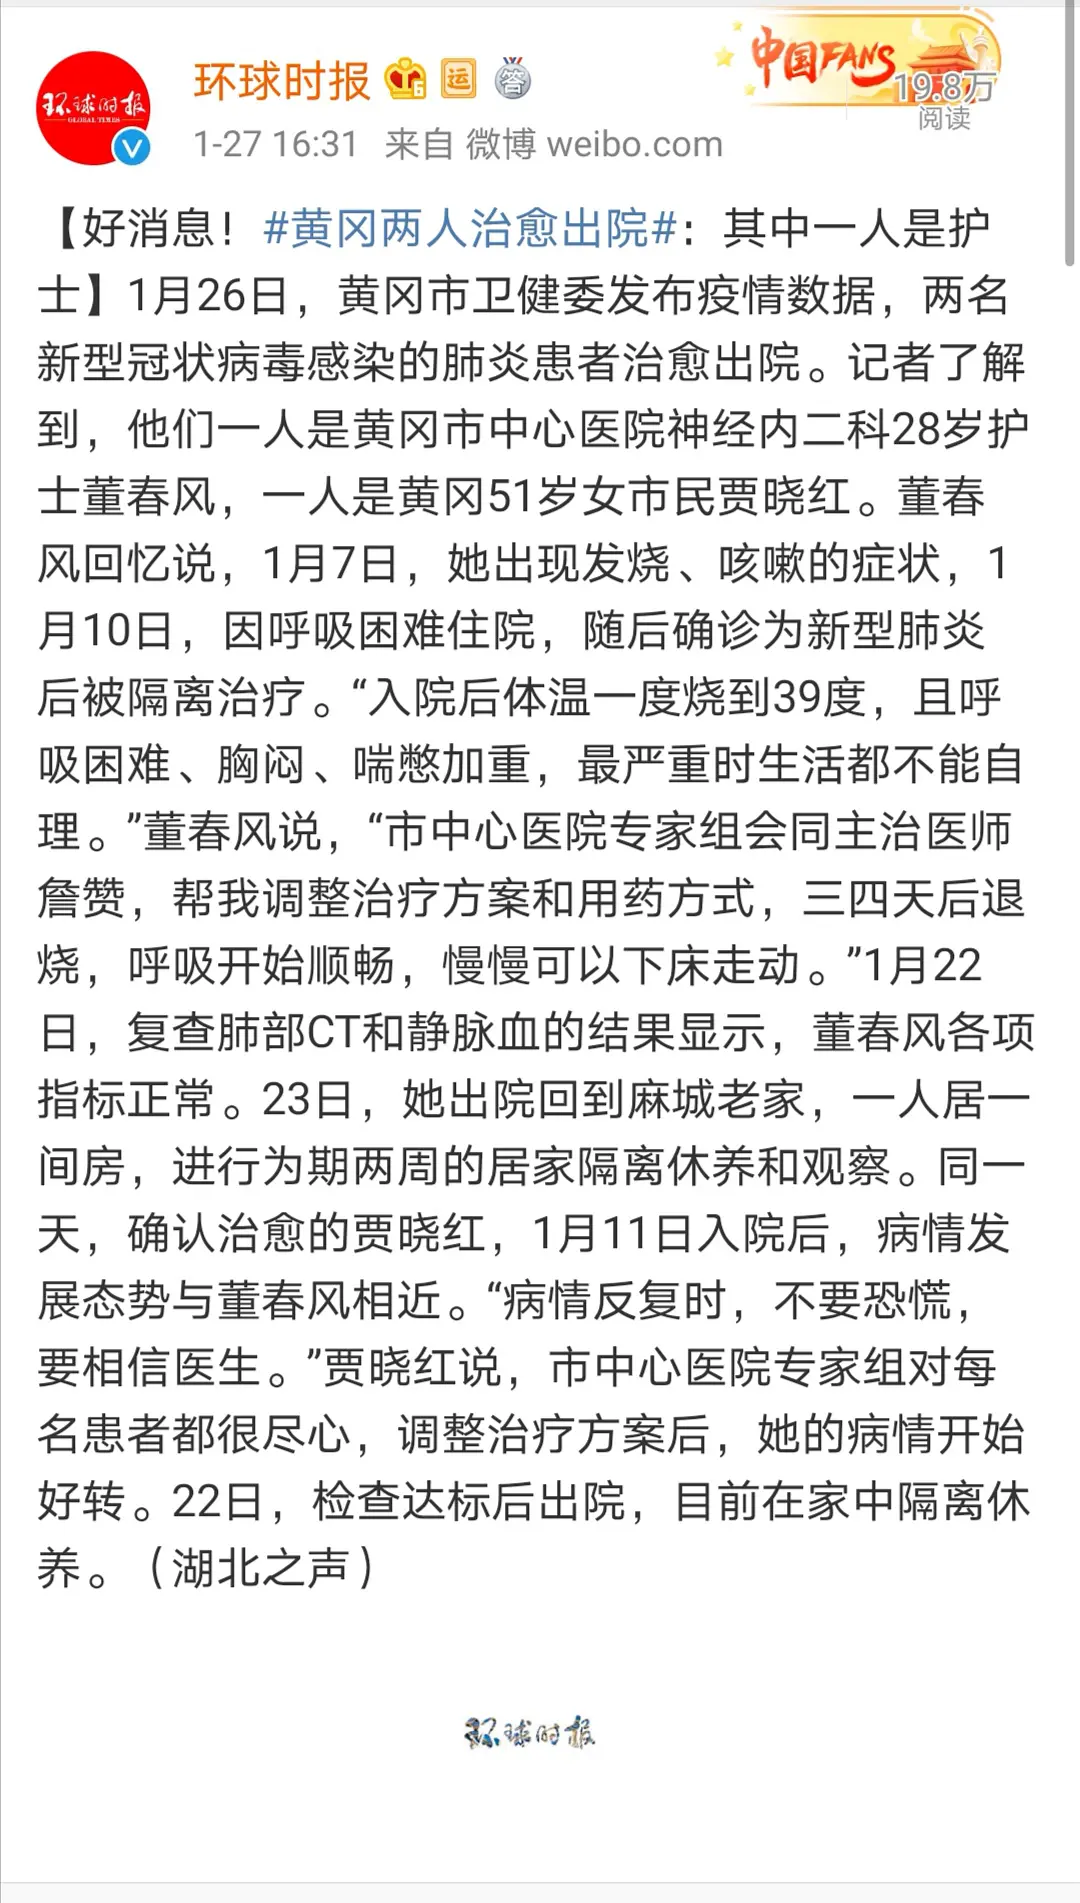 环球时报
GLOBAL TIMES
环球时报
运
答
中国FANS
19.8万
阅读
1-27 16:31 来自 微博 weibo.com
【好消息！#黄冈两人治愈出院#：其中一人是护
士】1月26日，黄冈市卫健委发布疫情数据，两名
新型冠状病毒感染的肺炎患者治愈出院。记者了解
到，他们一人是黄冈市中心医院神经内二科28岁护
士董春风，一人是黄冈51岁女市民贾晓红。董春
风回忆说，1月7日，她出现发烧、咳嗽的症状，1
月10日，因呼吸困难住院，随后确诊为新型肺炎
后被隔离治疗。“入院后体温一度烧到39度，且呼
吸困难、胸闷、喘憋加重，最严重时生活都不能自
理。”董春风说，“市中心医院专家组会同主治医师
詹赞，帮我调整治疗方案和用药方式，三四天后退
烧，呼吸开始顺畅，慢慢可以下床走动。”1月22
日，复查肺部CT和静脉血的结果显示，董春风各项
指标正常。23日，她出院回到麻城老家，一人居一
间房，进行为期两周的居家隔离休养和观察。同一
天，确认治愈的贾晓红，1月11日入院后，病情发
展态势与董春风相近。“病情反复时，不要恐慌，
要相信医生。”贾晓红说，市中心医院专家组对每
名患者都很尽心，调整治疗方案后，她的病情开始
好转。22日，检查达标后出院，目前在家中隔离休
养。（湖北之声）
环球时报